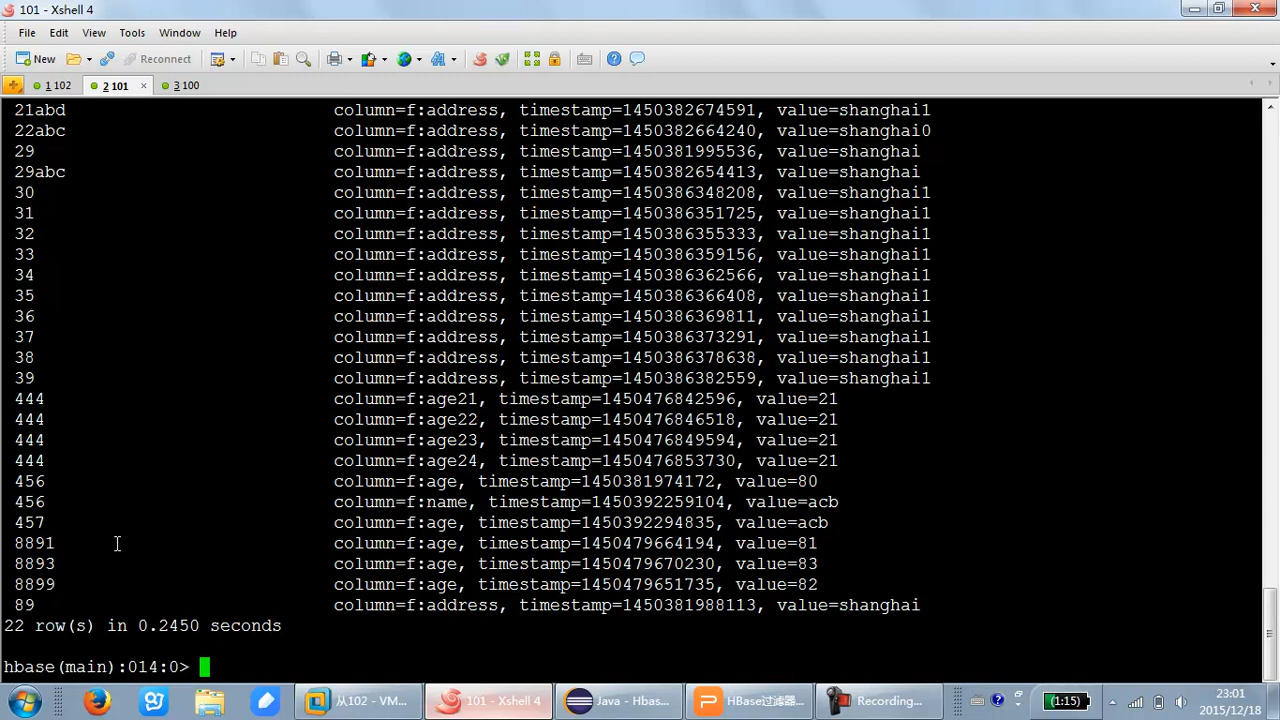 101 - Xshell 4
File Edit View Tools Window Help
New Reconnect
1 102 2 101 × 3 100
21abd column=f:address, timestamp=1450382674591, value=shanghai1
22abc column=f:address, timestamp=1450382664240, value=shanghai0
29 column=f:address, timestamp=1450381995536, value=shanghai
29abc column=f:address, timestamp=1450382654413, value=shanghai
30 column=f:address, timestamp=1450386348208, value=shanghai1
31 column=f:address, timestamp=1450386351725, value=shanghai1
32 column=f:address, timestamp=1450386355333, value=shanghai1
33 column=f:address, timestamp=1450386359156, value=shanghai1
34 column=f:address, timestamp=1450386362566, value=shanghai1
35 column=f:address, timestamp=1450386366408, value=shanghai1
36 column=f:address, timestamp=1450386369811, value=shanghai1
37 column=f:address, timestamp=1450386373291, value=shanghai1
38 column=f:address, timestamp=1450386378638, value=shanghai1
39 column=f:address, timestamp=1450386382559, value=shanghai1
444 column=f:age21, timestamp=1450476842596, value=21
444 column=f:age22, timestamp=1450476846518, value=21
444 column=f:age23, timestamp=1450476849594, value=21
444 column=f:age24, timestamp=1450476853730, value=21
456 column=f:age, timestamp=1450381974172, value=80
456 column=f:name, timestamp=1450392259104, value=acb
457 column=f:age, timestamp=1450392294835, value=acb
8891 column=f:age, timestamp=1450479664194, value=81
8893 column=f:age, timestamp=1450479670230, value=83
8899 column=f:age, timestamp=1450479651735, value=82
89 column=f:address, timestamp=1450381988113, value=shanghai
22 row(s) in 0.2450 seconds
hbase(main):014:0>
从102 - VM... 101 - Xshell 4 Java - Hbas... HBase过滤器... Recording... (1:15) 23:01
2015/12/18